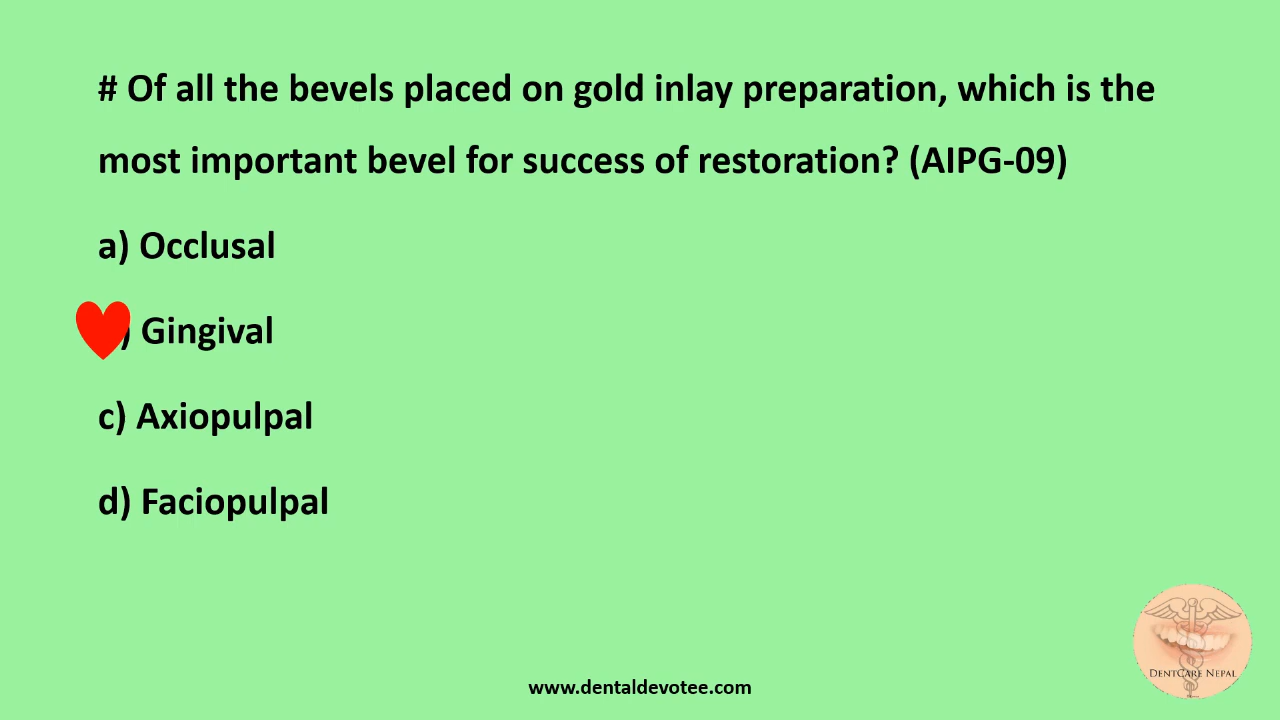 # Of all the bevels placed on gold inlay preparation, which is the
most important bevel for success of restoration? (AIPG-09)
a) Occlusal
) Gingival
c) Axiopulpal
d) Faciopulpal
DENTCARE NEPAL
www.dentaldevotee.com